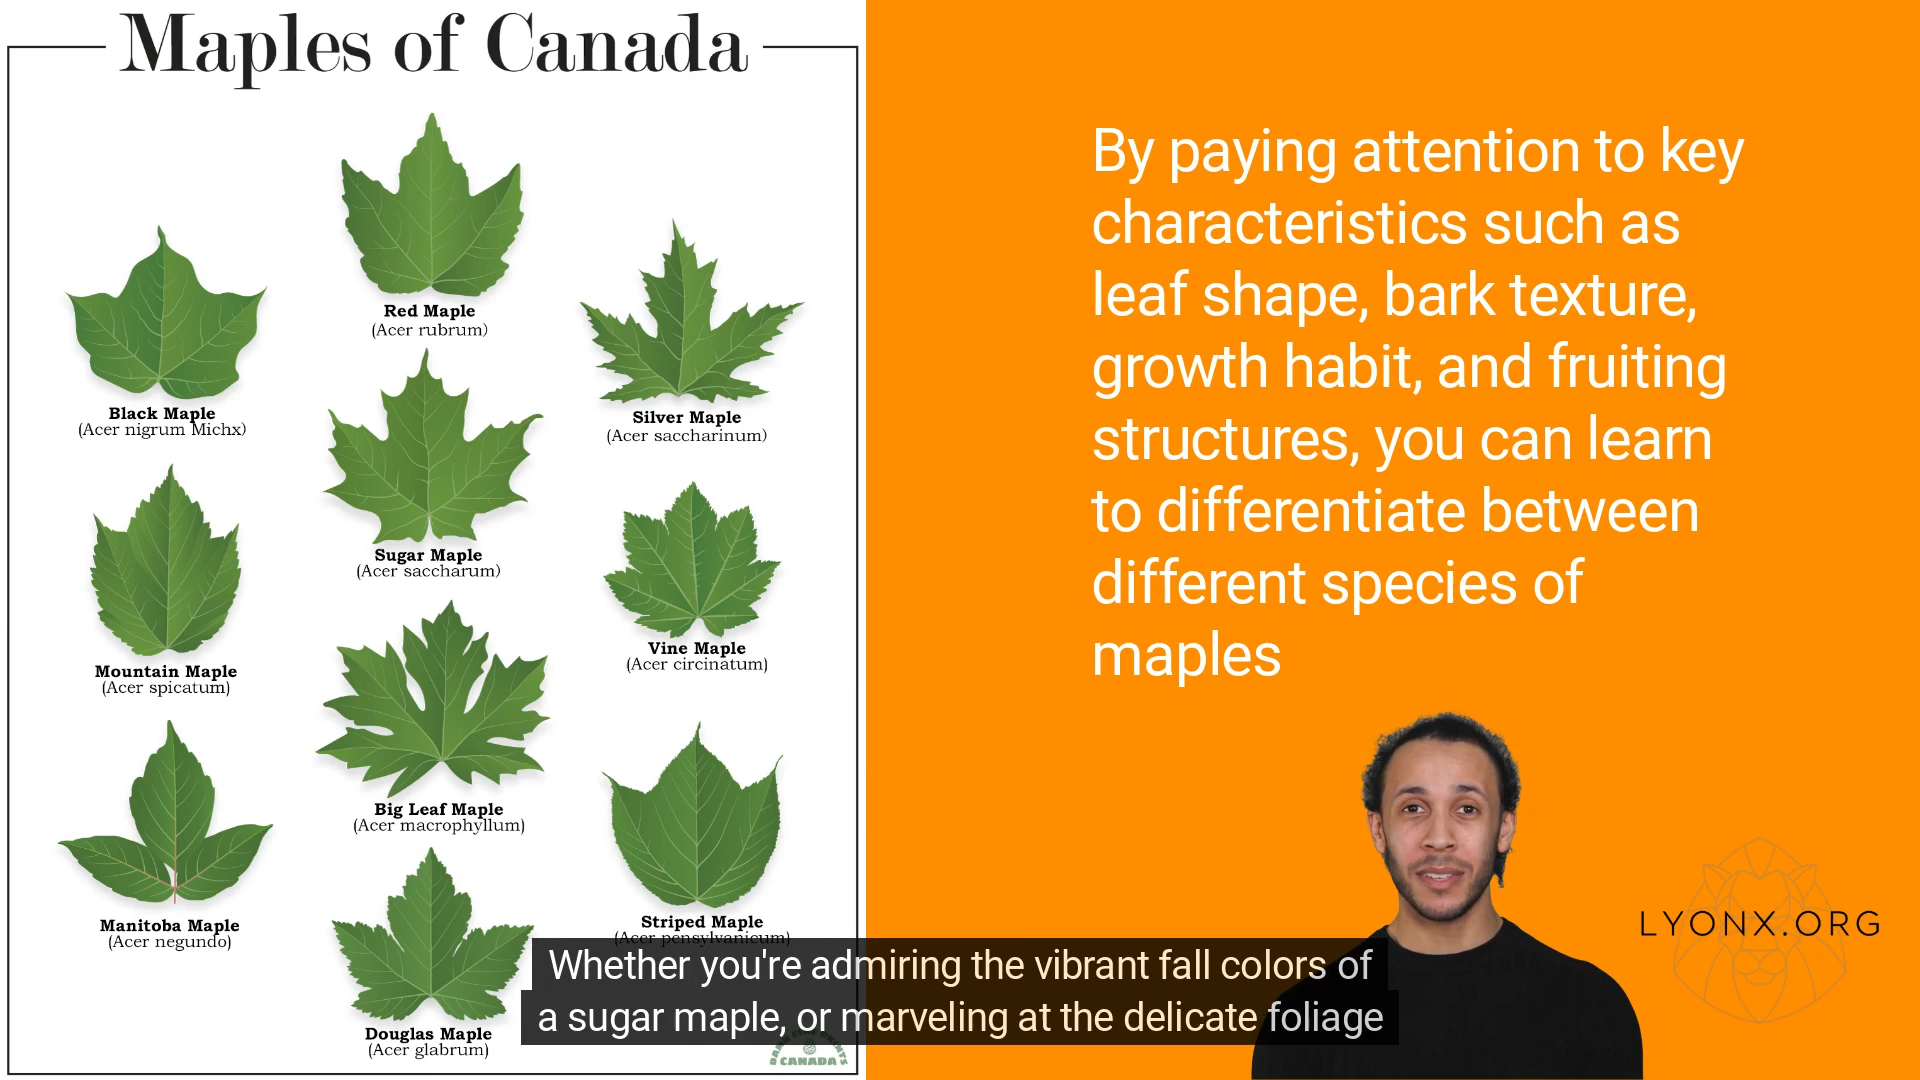 Maples of Canada
Red Maple
(Acer rubrum)
Black Maple
(Acer nigrum Michx)
Silver Maple
(Acer saccharinum)
Sugar Maple
(Acer saccharum)
Mountain Maple
(Acer spicatum)
Vine Maple
(Acer circinatum)
Big Leaf Maple
(Acer macrophyllum)
Manitoba Maple
(Acer negundo)
Striped Maple
(Acer pensylvanicum)
Douglas Maple
(Acer glabrum)
CANADA
By paying attention to key
characteristics such as
leaf shape, bark texture,
growth habit, and fruiting
structures, you can learn
to differentiate between
different species of
maples
LYONX.ORG
Whether you're admiring the vibrant fall colors of
a sugar maple, or marveling at the delicate foliage